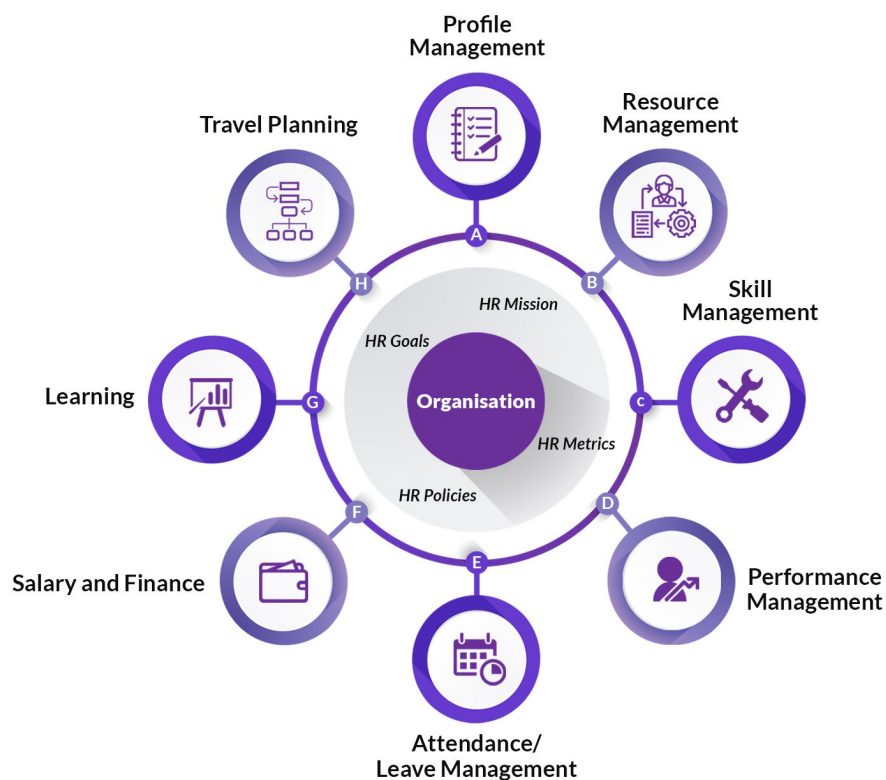 Profile
Management
Resource
Management
Travel Planning
A
H
B
HR Mission
Skill
Management
HR Goals
Learning
G
Organisation
c
HR Metrics
HR Policies
F
D
Salary and Finance
E
Performance
Management
Attendance/
Leave Management